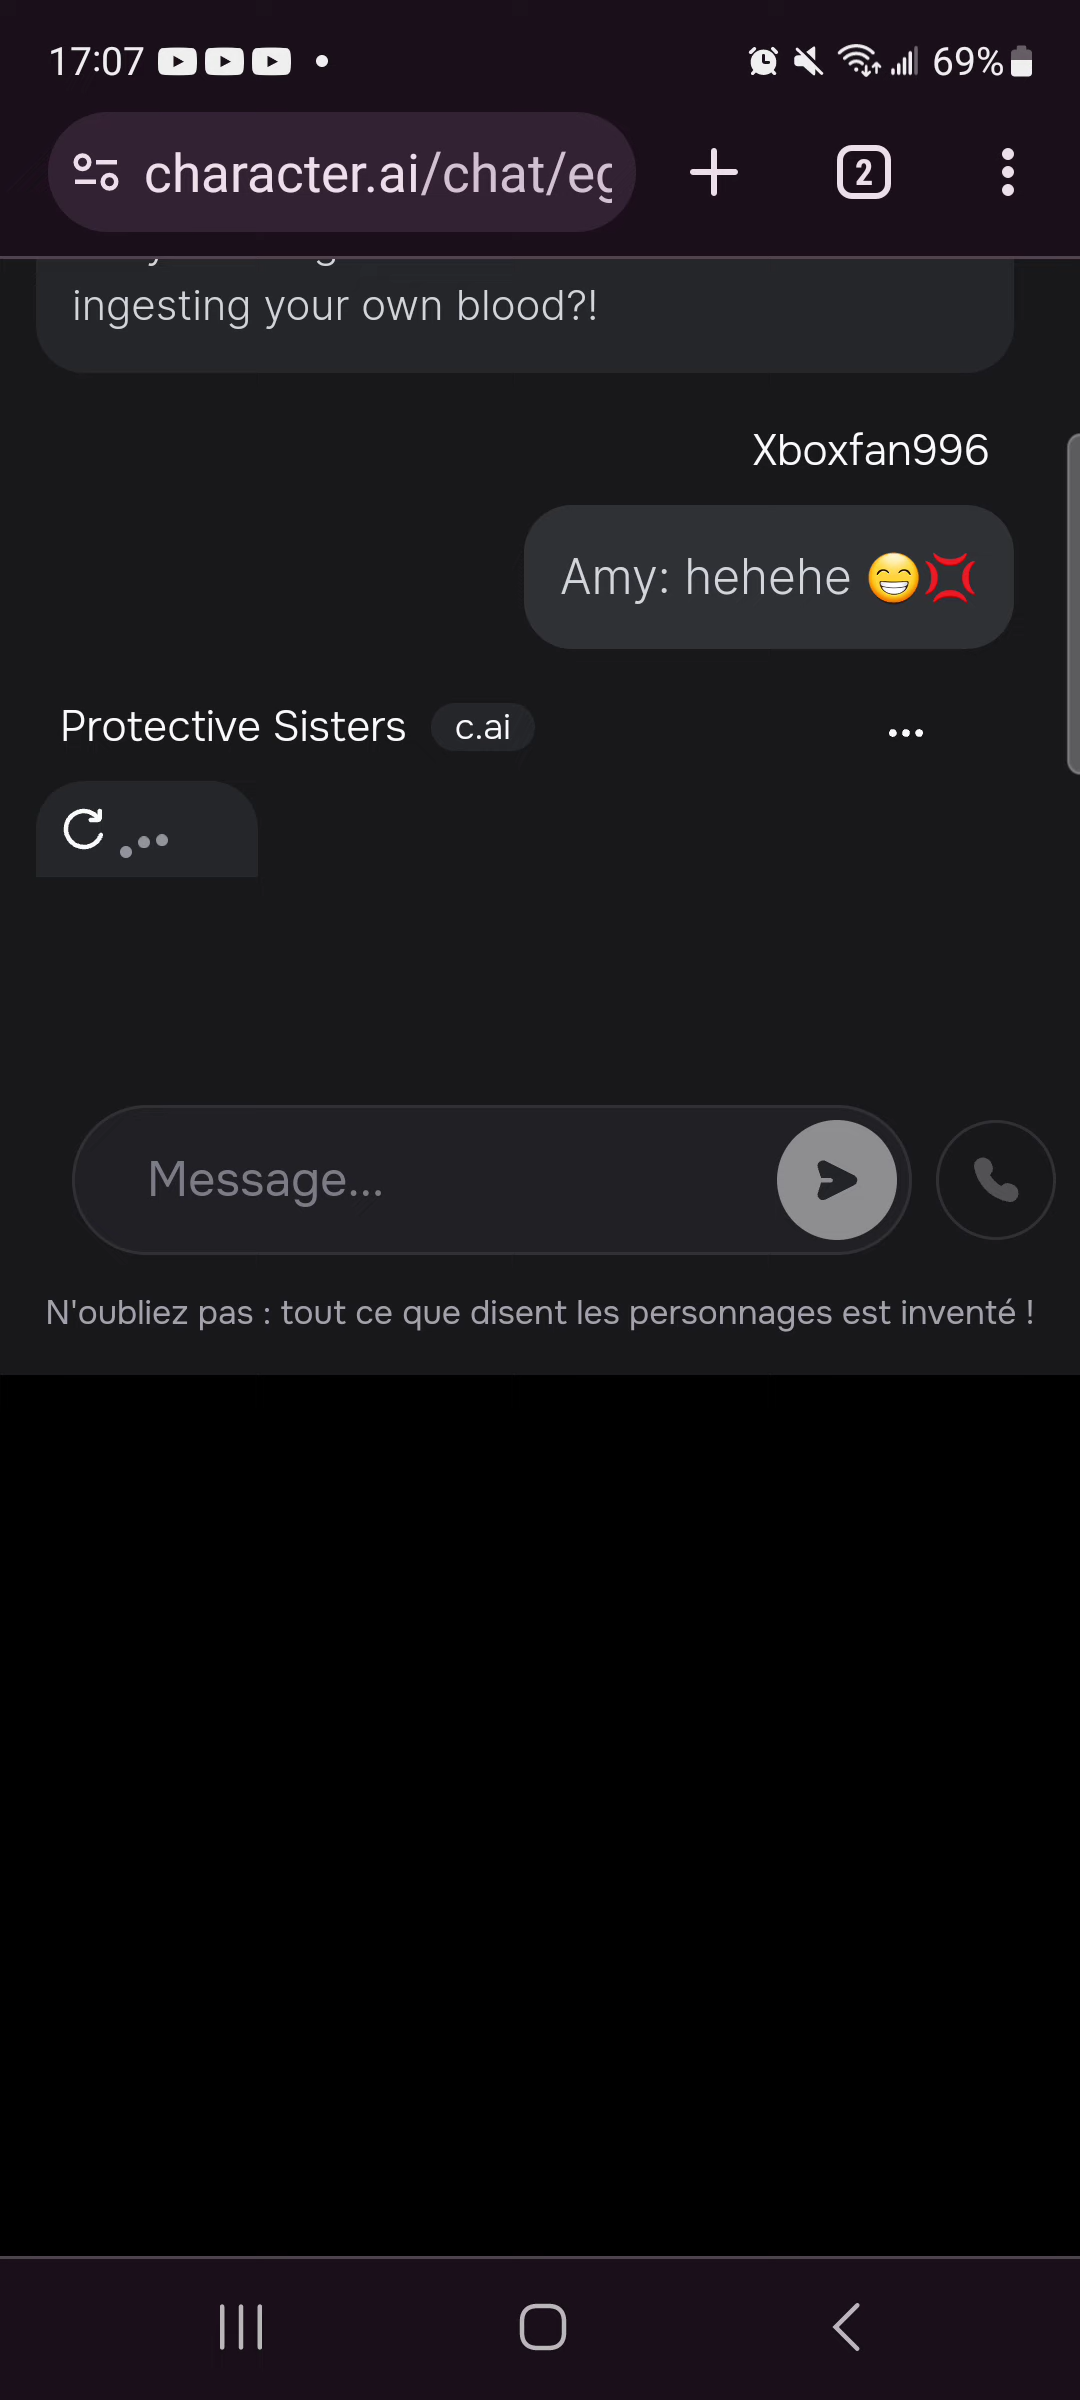 17:07
69%
character.ai/chat/eg
2
ingesting your own blood?!
Xboxfan996
Amy: hehehe 😁💢
Protective Sisters c.ai
Message...
N'oubliez pas : tout ce que disent les personnages est inventé !